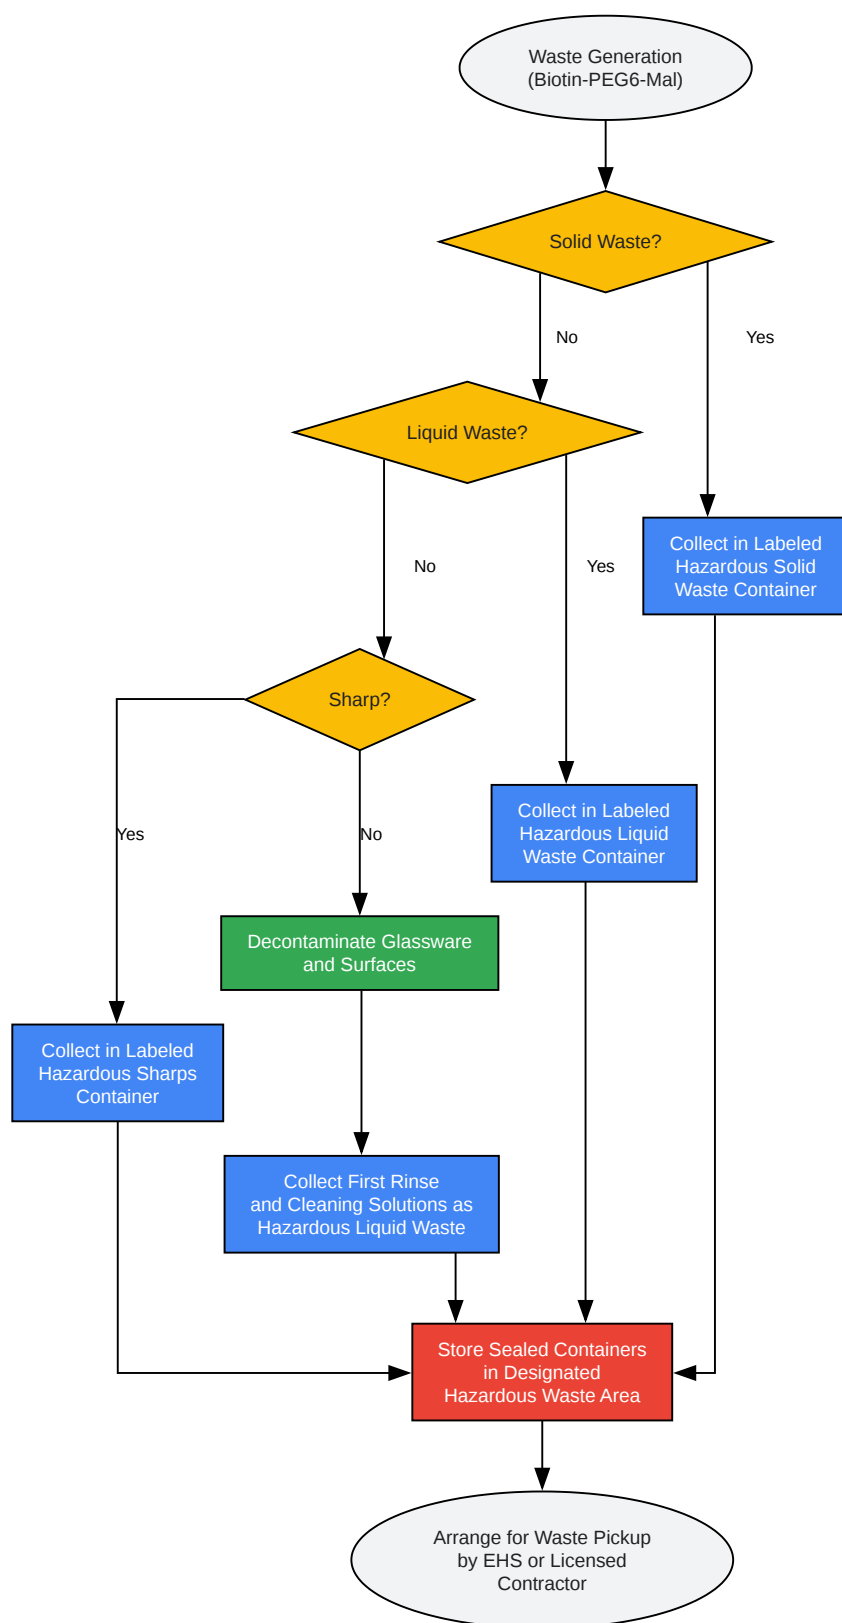 Waste Generation
(Biotin-PEG6-Mal)
Solid Waste?
No
Yes
Liquid Waste?
No
Yes
Collect in Labeled
Hazardous Solid
Waste Container
Sharp?
Yes
No
Collect in Labeled
Hazardous Liquid
Waste Container
Decontaminate Glassware
and Surfaces
Collect in Labeled
Hazardous Sharps
Container
Collect First Rinse
and Cleaning Solutions as
Hazardous Liquid Waste
Store Sealed Containers
in Designated
Hazardous Waste Area
Arrange for Waste Pickup
by EHS or Licensed
Contractor